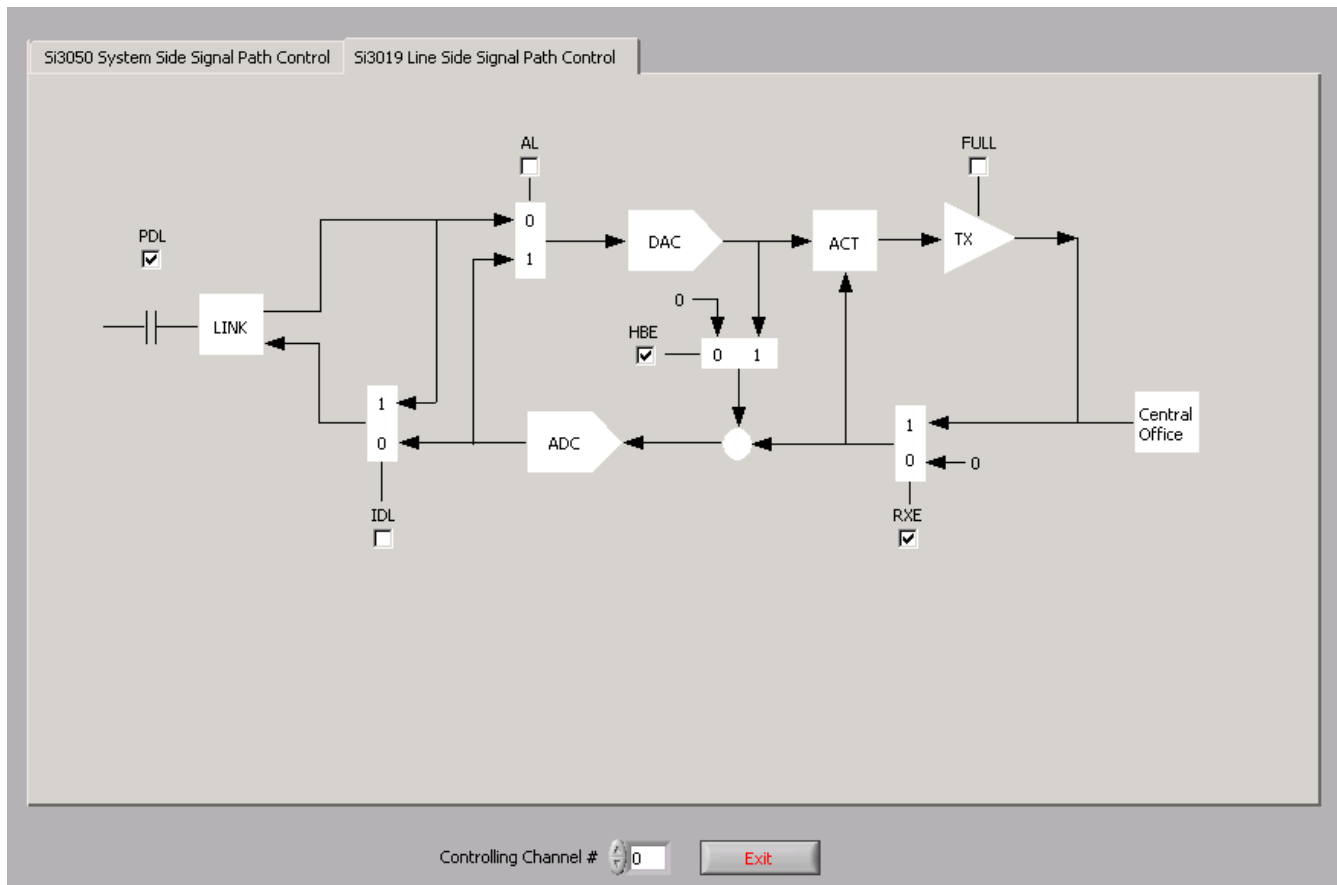 Si3050 System Side Signal Path Control
Si3019 Line Side Signal Path Control
AL
FULL
PDL
0
1
DAC
ACT
TX
LINK
0
HBE
0 1
1
0
ADC
1
0
0
Central
Office
IDL
RXE
Controlling Channel #
0
Exit